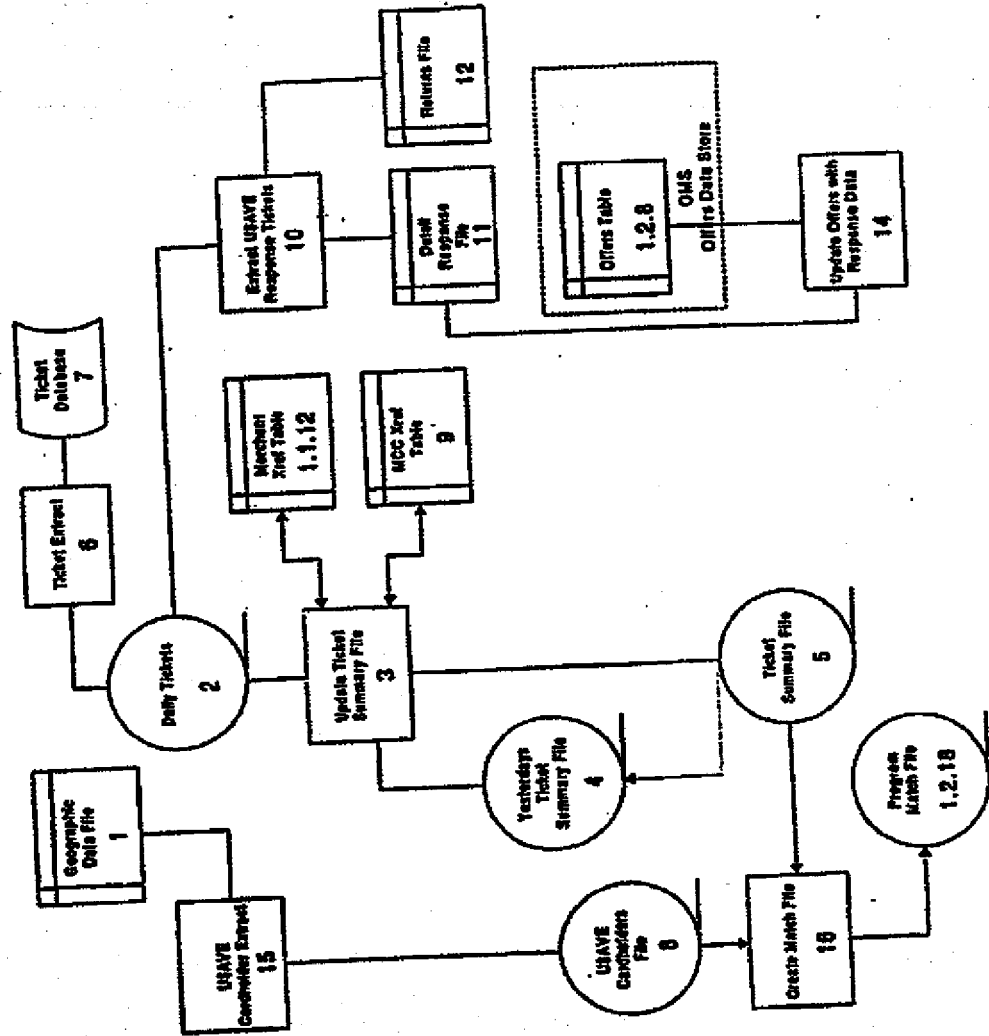 Geographic
Data File
1
USAVE
Cardholder Extract
15
USAVE
Cardholders
File
8
Create Match File
16
Program
Match File
1.2.18
Ticket
Database
7
Ticket Extract
6
Daily Tickets
2
Update Ticket
Summary File
3
Yesterdays
Ticket
Summary File
4
Ticket
Summary File
5
Merchant
Xref Table
1.1.12
MCC Xref
Table
9
Extract USAVE
Response Tickets
10
Detail
Response
File
11
Returns File
12
Offers Table
1.2.8
OMS
Offers Data Store
Update Offers with
Response Data
14